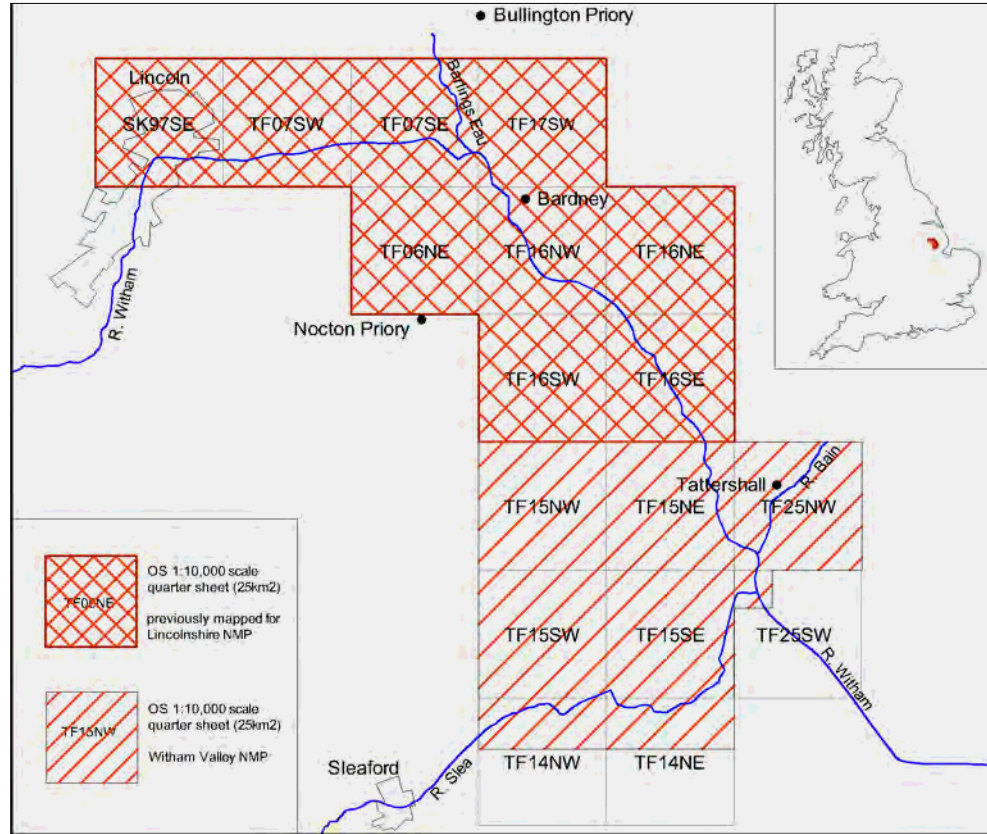 Bullington Priory
Lincoln
Barlings Eau
SK97SE
TF07SW
TF07SE
TF17SW
Bardney
TF06NE
TF16NW
TF16NE
R. Witham
Nocton Priory
TF16SW
TF16SE
Tattershall
R. Bain
TF15NW
TF15NE
TF25NW
OS 1:10,000 scale
quarter sheet (25km2)
TF06NE
previously mapped for
Lincolnshire NMP
TF15SW
TF15SE
TF25SW
R. Witham
OS 1:10,000 scale
quarter sheet (25km2)
TF15NW
Witham Valley NMP
Sleaford
R. Slea
TF14NW
TF14NE